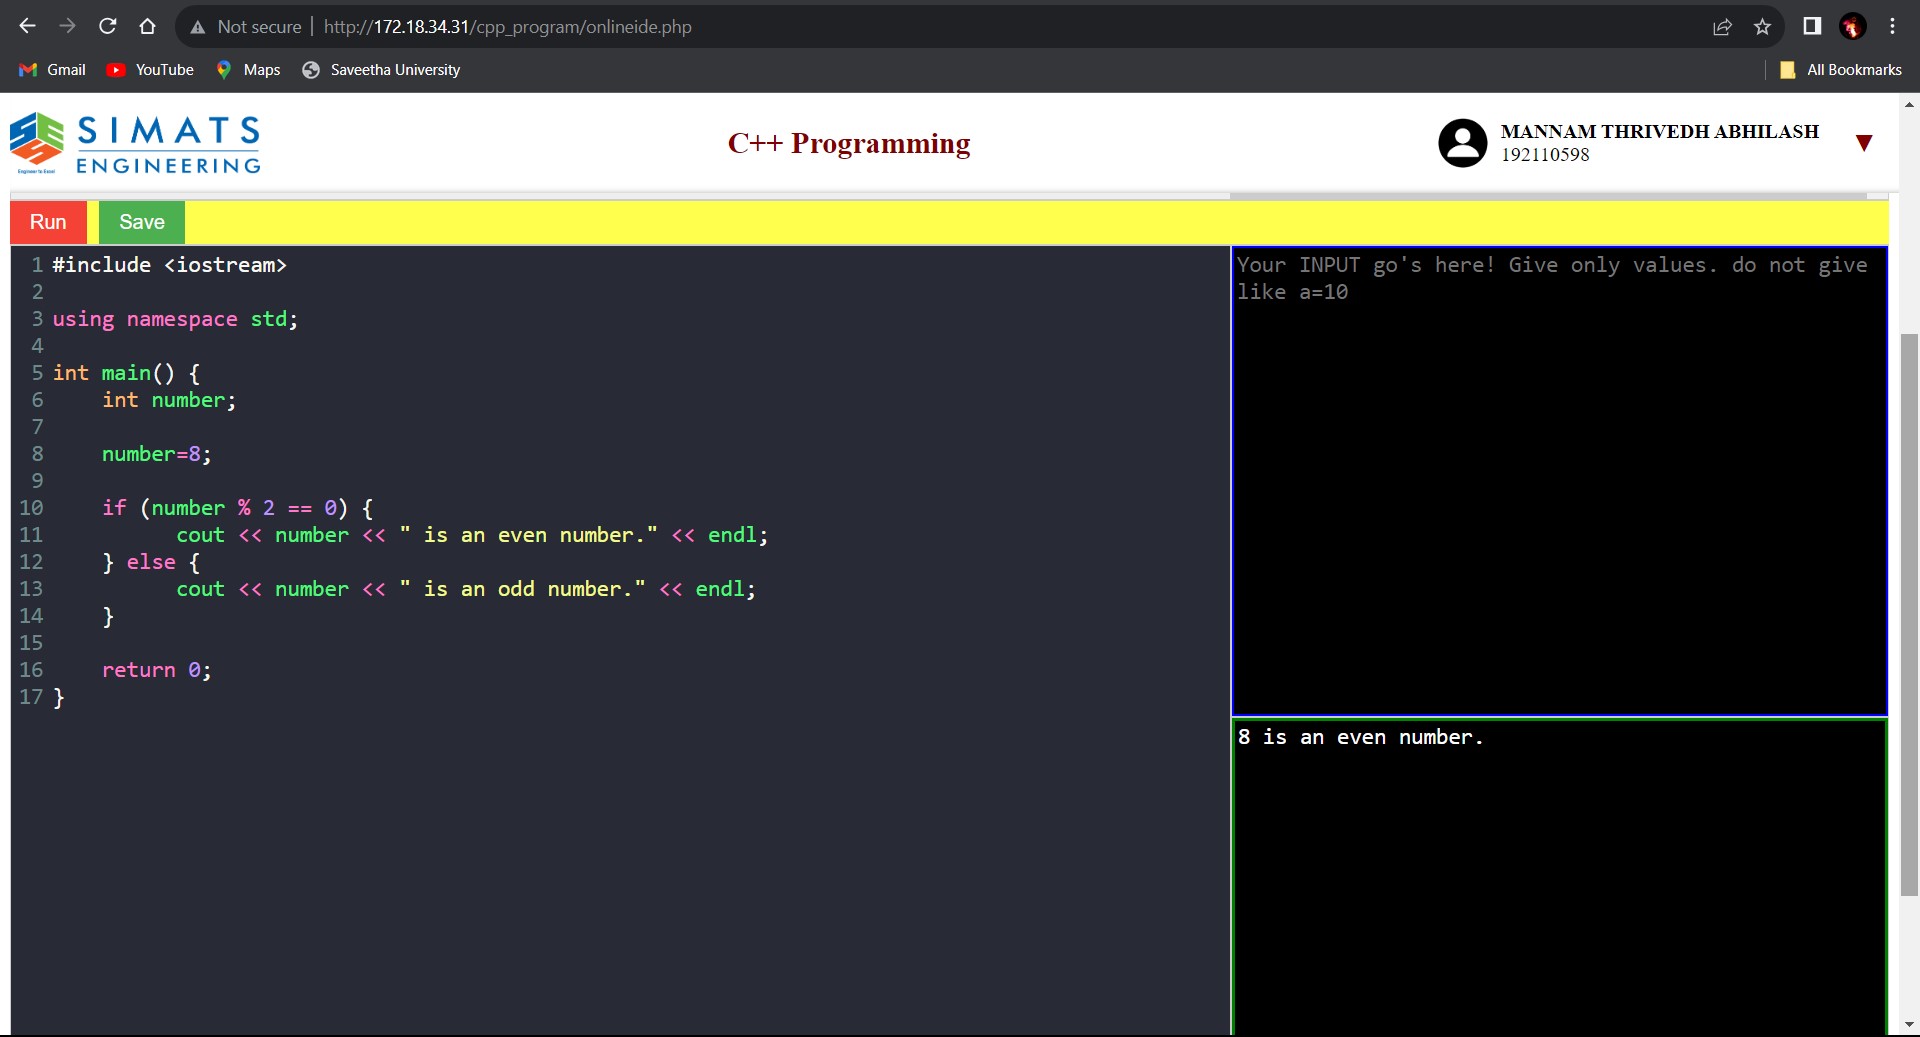 Not secure | http://172.18.34.31/cpp_program/onlineide.php
Gmail YouTube Maps Saveetha University All Bookmarks
SIMATS
ENGINEERING
Engineer to Excel
C++ Programming
MANNAM THRIVEDH ABHILASH
192110598
Run Save
1 #include <iostream>
2
3 using namespace std;
4
5 int main() {
6     int number;
7
8     number=8;
9
10     if (number % 2 == 0) {
11           cout << number << " is an even number." << endl;
12     } else {
13           cout << number << " is an odd number." << endl;
14     }
15
16     return 0;
17 }
Your INPUT go's here! Give only values. do not give
like a=10
8 is an even number.